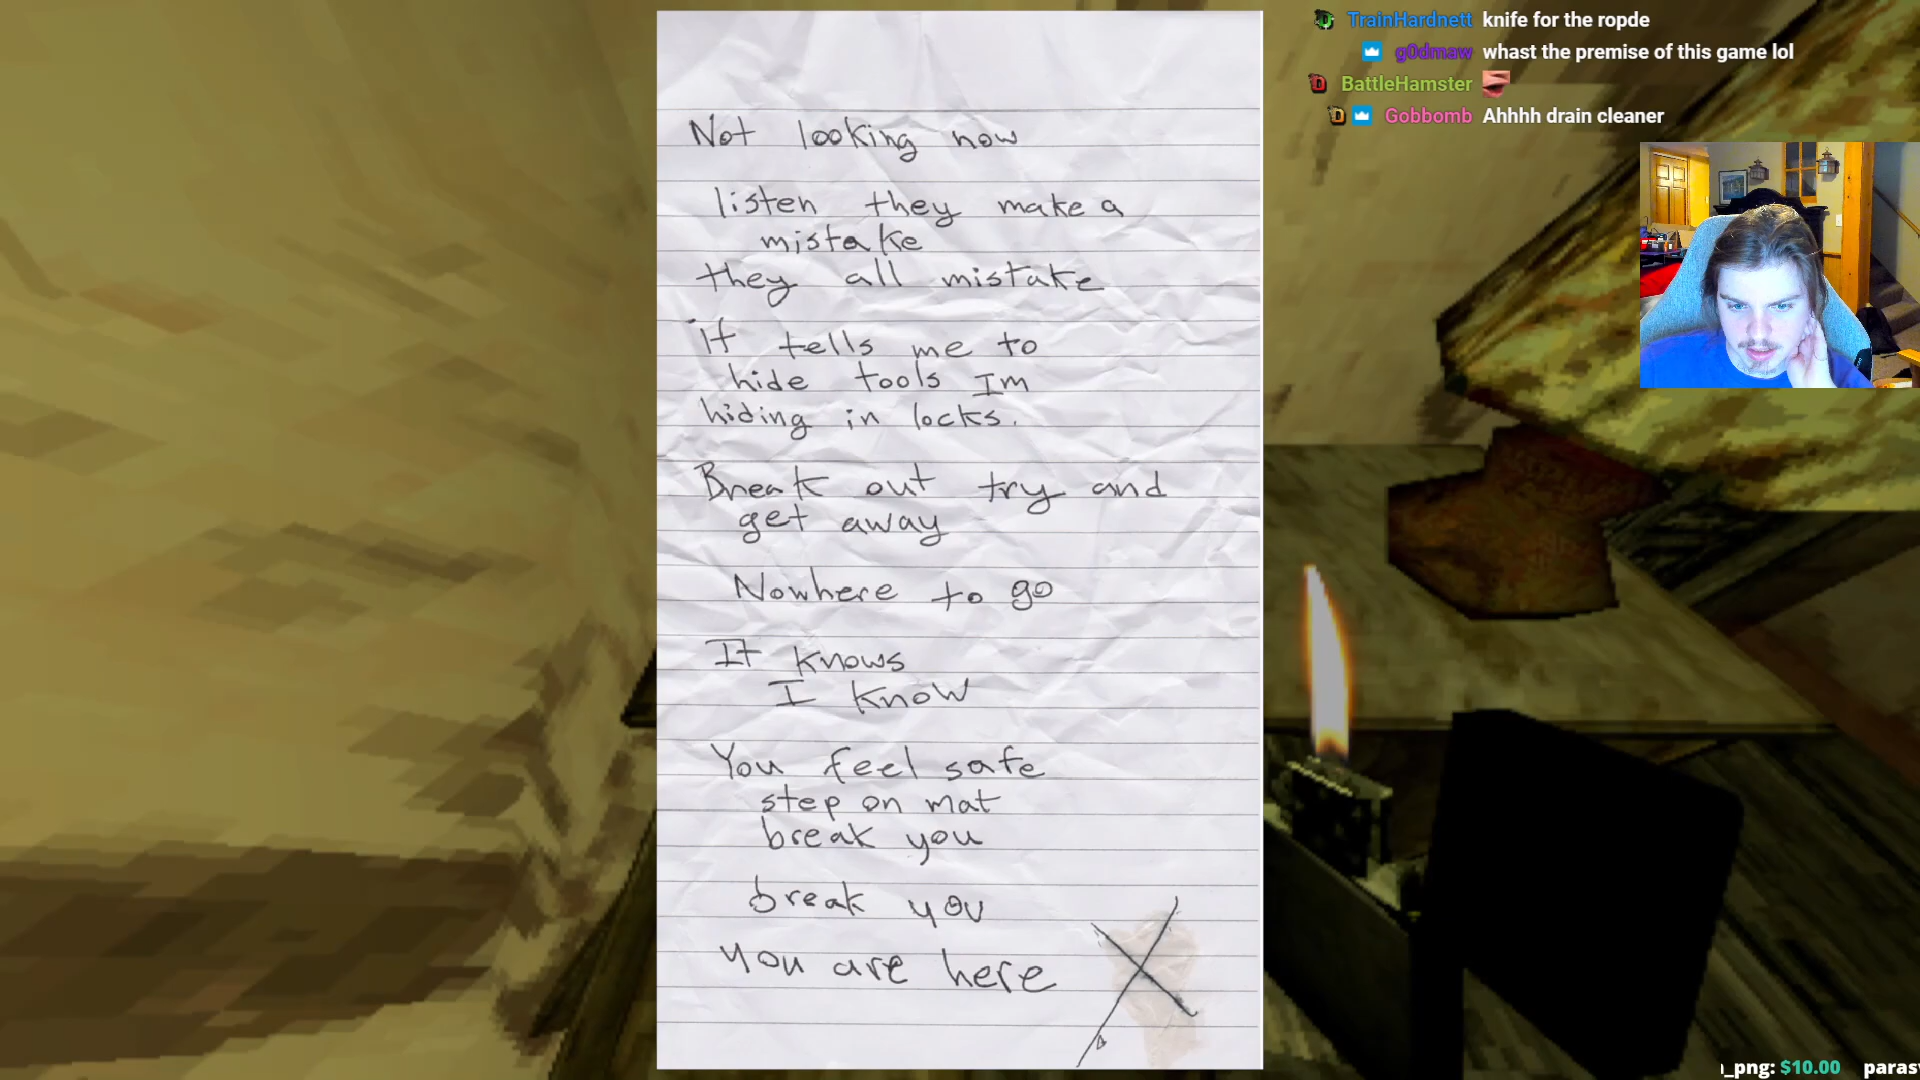 Not looking now
listen they make a
mistake
they all mistake
it tells me to
hide tools Im
hiding in locks.
Break out try and
get away
Nowhere to go
It knows
I know
You feel safe
step on mat
break you
break you
you are here
TrainHardnett knife for the ropde
g0dmaw whast the premise of this game lol
BattleHamster
Gobbomb Ahhhh drain cleaner
_png: $10.00 paras